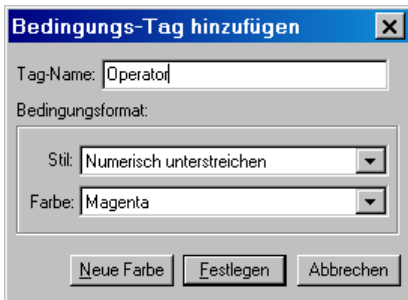 Bedingungs-Tag hinzufügen
Tag-Name: Operator
Bedingungsformat:
Stil: Numerisch unterstreichen
Farbe: Magenta
Neue Farbe Festlegen Abbrechen